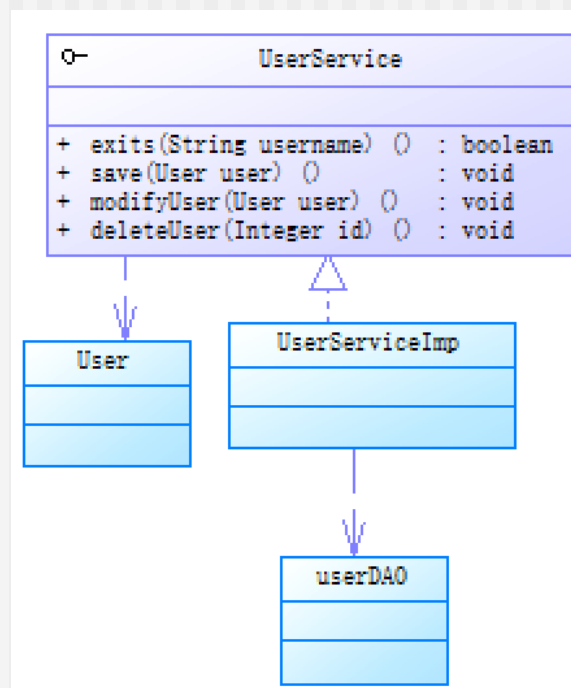 UserService
+ exits(String username) () : boolean
+ save(User user) () : void
+ modifyUser(User user) () : void
+ deleteUser(Integer id) () : void
User
UserServiceImp
userDAO